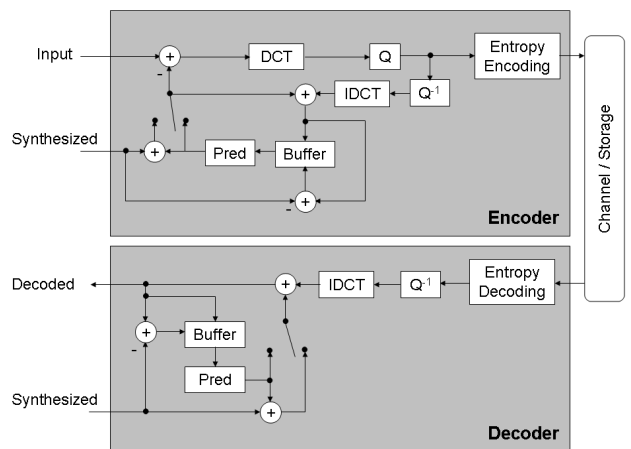 Input
+
DCT
Q
Entropy
Encoding
-
+
IDCT
Q-1
Synthesized
+
Pred
Buffer
-
+
Encoder
Channel / Storage
Decoded
+
IDCT
Q-1
Entropy
Decoding
+
Buffer
-
Pred
Synthesized
+
Decoder